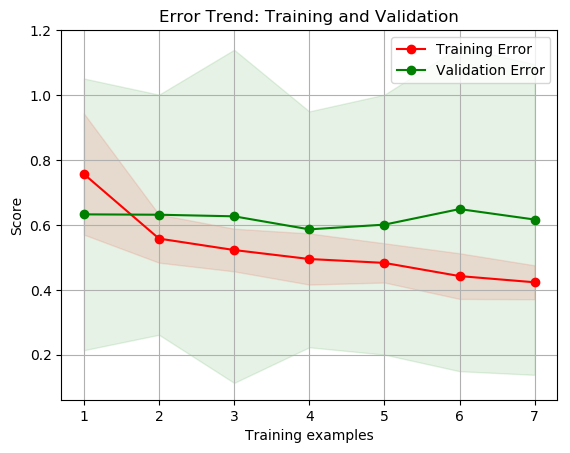 Error Trend: Training and Validation
Training Error
Validation Error
Score
1.2
1.0
0.8
0.6
0.4
0.2
1 2 3 4 5 6 7
Training examples